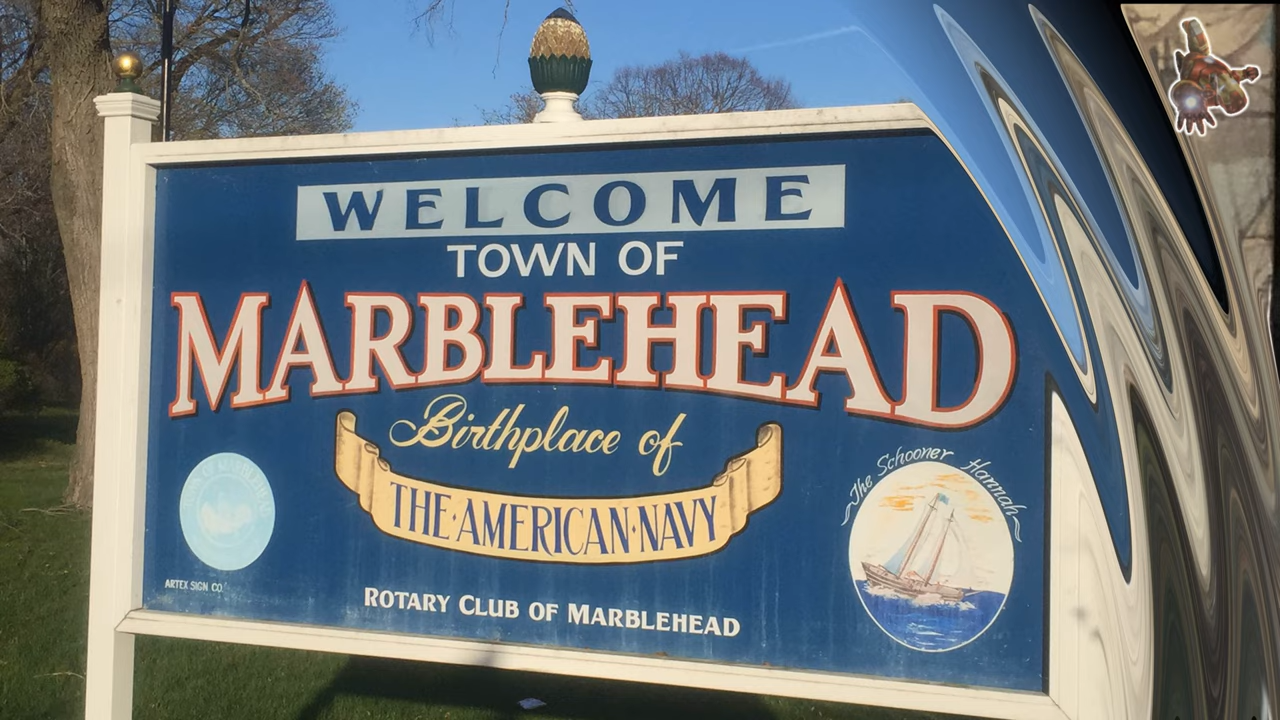 WELCOME
TOWN OF
MARBLEHEAD
Birthplace of
THE·AMERICAN·NAVY
The Schooner Hannah
ARTEX SIGN CO.
ROTARY CLUB OF MARBLEHEAD